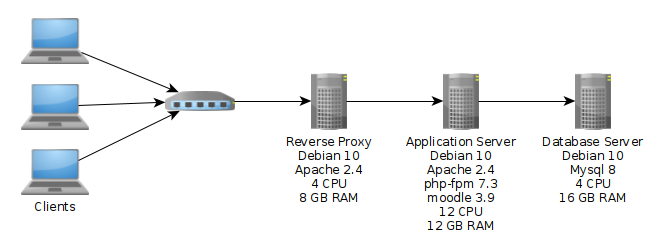 Clients
Reverse Proxy
Debian 10
Apache 2.4
4 CPU
8 GB RAM
Application Server
Debian 10
Apache 2.4
php-fpm 7.3
moodle 3.9
12 CPU
12 GB RAM
Database Server
Debian 10
Mysql 8
4 CPU
16 GB RAM